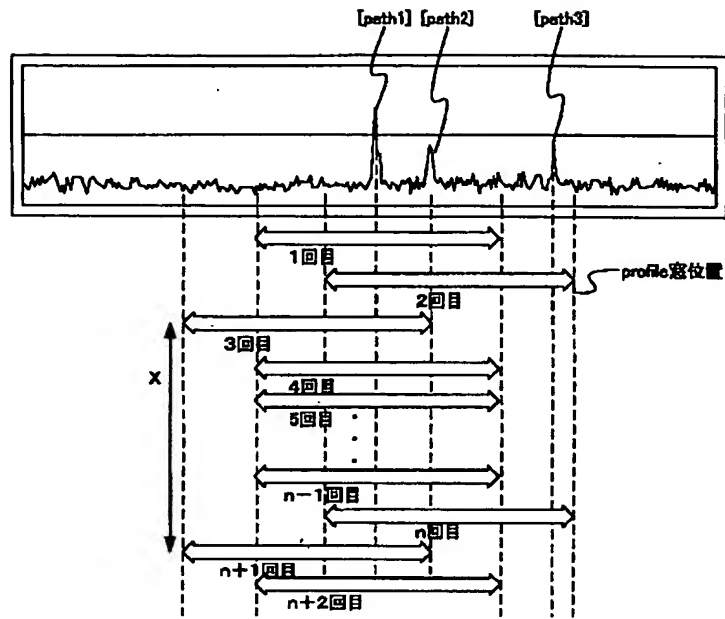 [path1] [path2] [path3]
1回目
2回目
profile窓位置
3回目
X
4回目
5回目
n−1回目
n回目
n+1回目
n+2回目